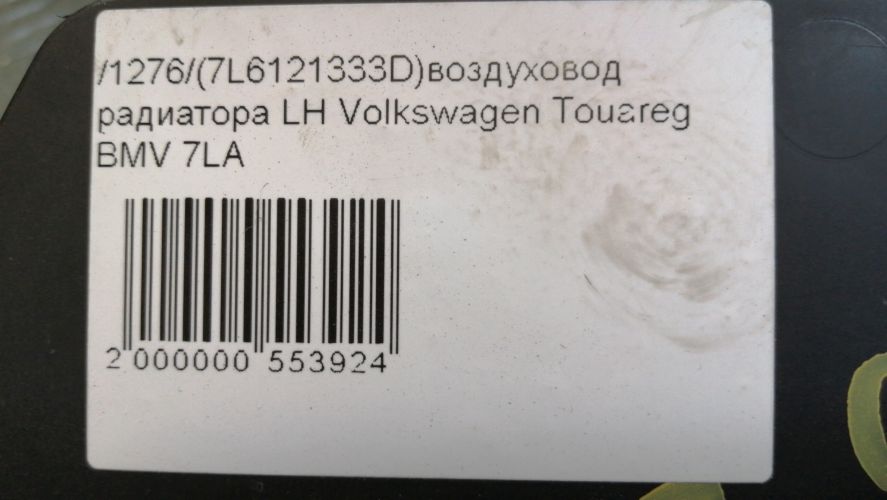 /1276/(7L6121333D)воздуховод
радиатора LH Volkswagen Touareg
BMV 7LA
2 000000 553924